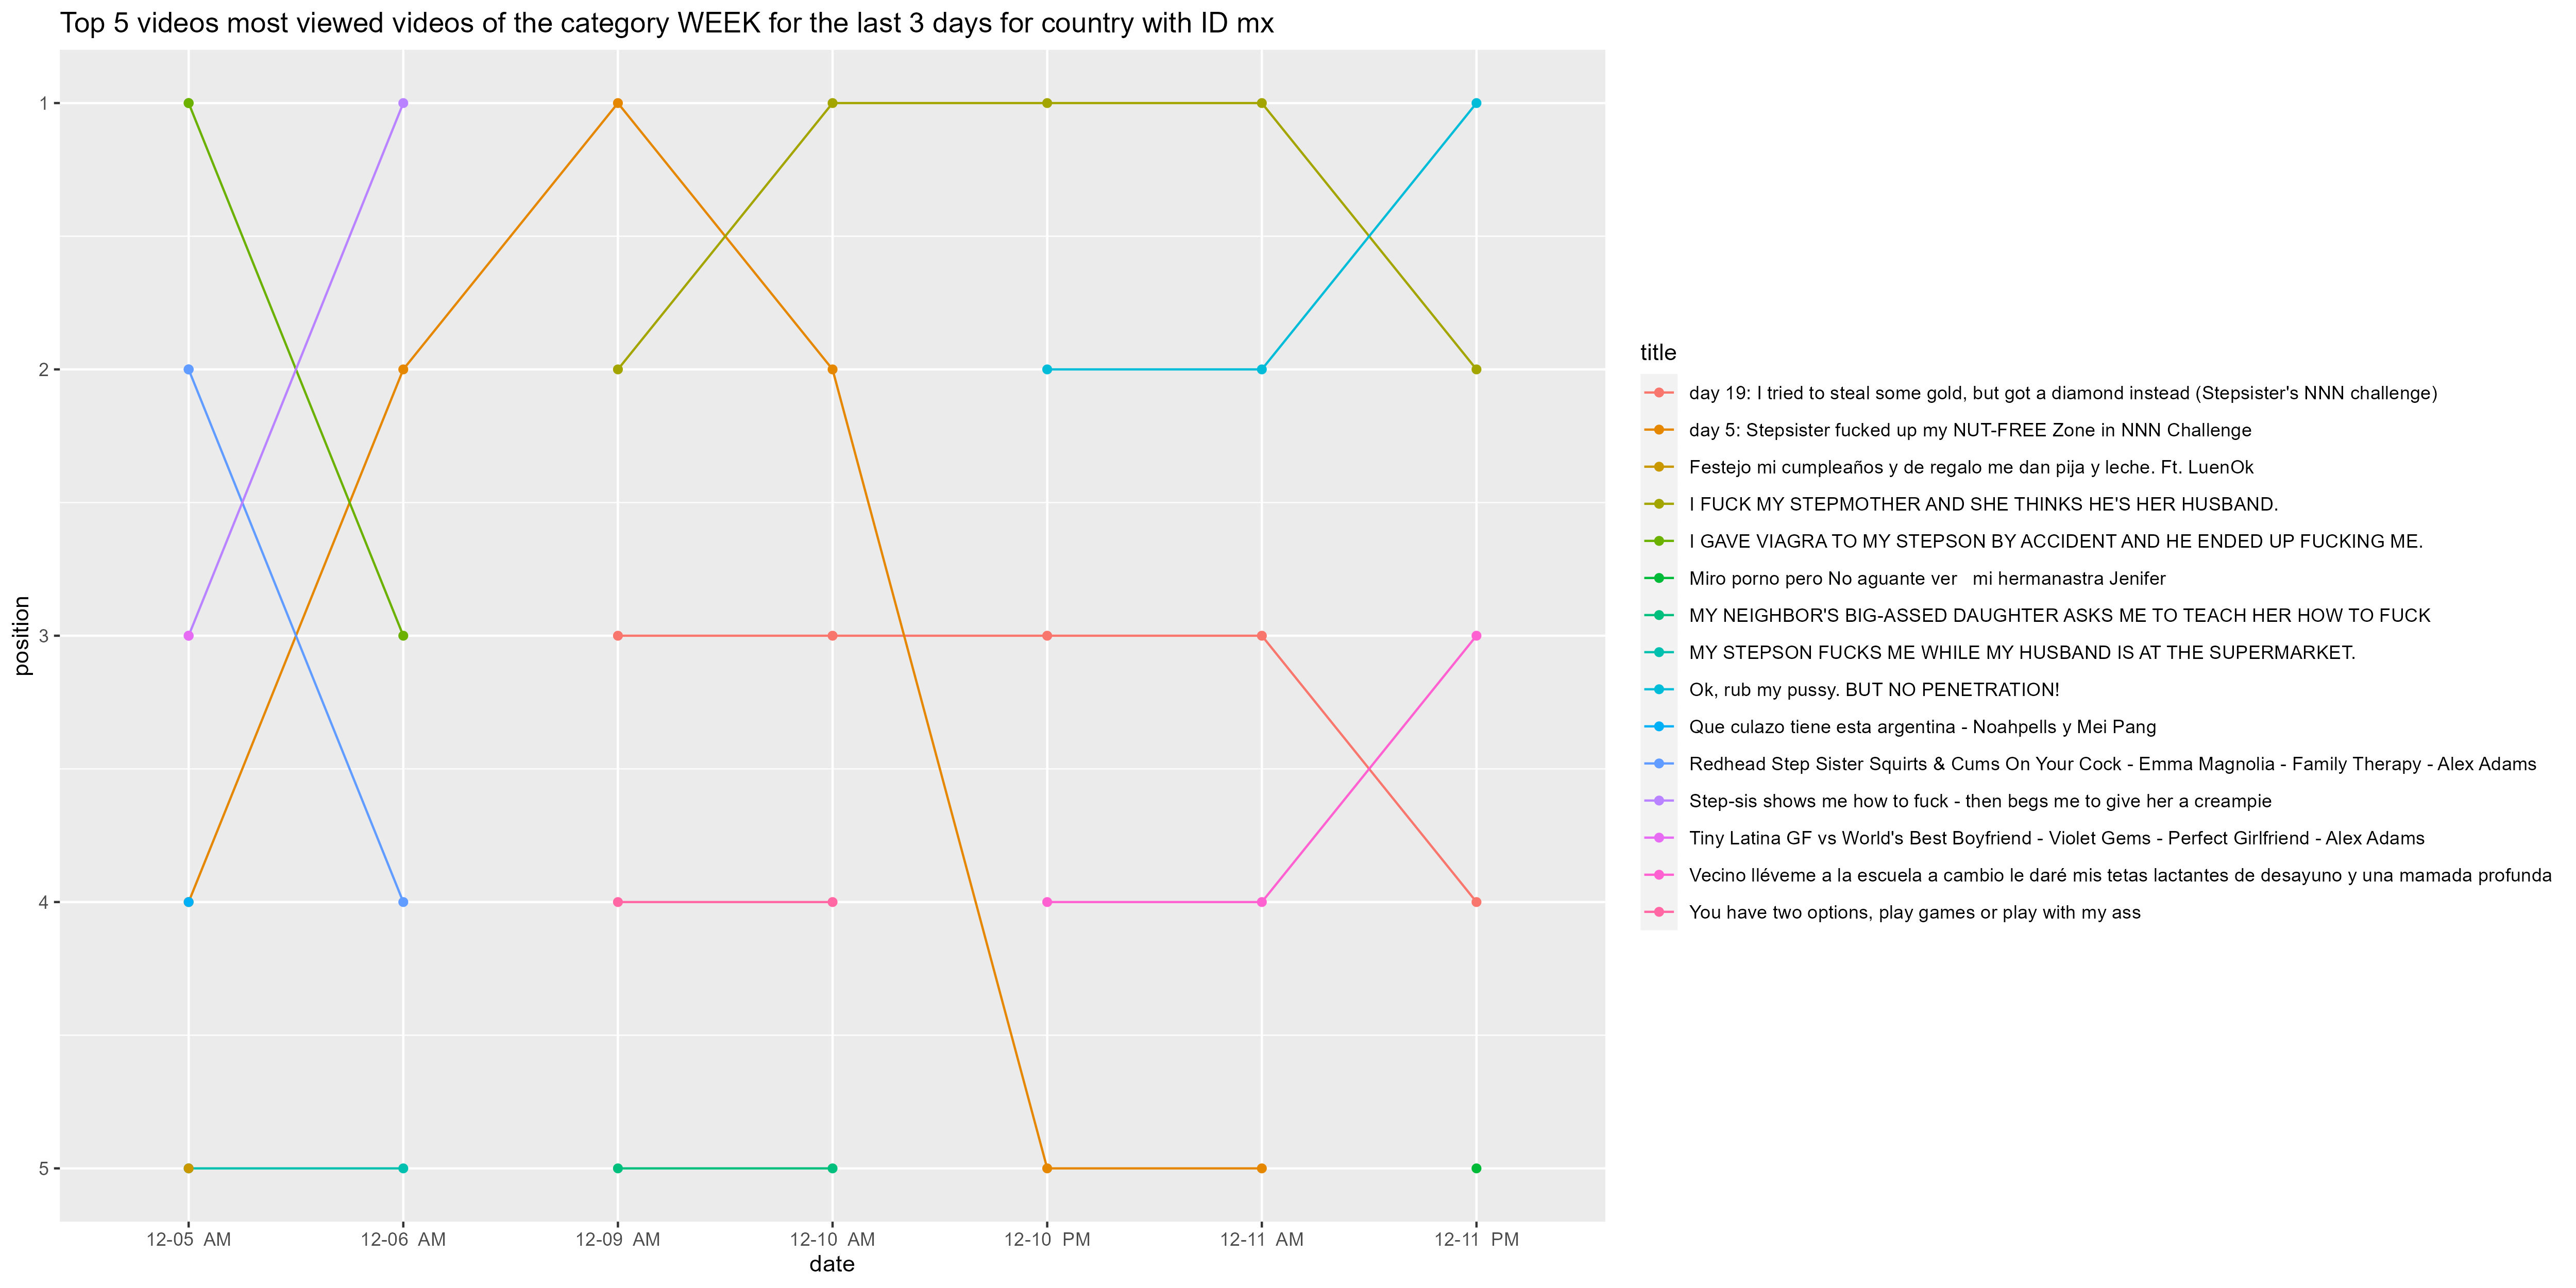 Top 5 videos most viewed videos of the category WEEK for the last 3 days for country with ID mx
position
1
2
3
4
5
12-05 AM
12-06 AM
12-09 AM
12-10 AM
12-10 PM
12-11 AM
12-11 PM
date
title
day 19: I tried to steal some gold, but got a diamond instead (Stepsister's NNN challenge)
day 5: Stepsister fucked up my NUT-FREE Zone in NNN Challenge
Festejo mi cumpleaños y de regalo me dan pija y leche. Ft. LuenOk
I FUCK MY STEPMOTHER AND SHE THINKS HE'S HER HUSBAND.
I GAVE VIAGRA TO MY STEPSON BY ACCIDENT AND HE ENDED UP FUCKING ME.
Miro porno pero No aguante ver   mi hermanastra Jenifer
MY NEIGHBOR'S BIG-ASSED DAUGHTER ASKS ME TO TEACH HER HOW TO FUCK
MY STEPSON FUCKS ME WHILE MY HUSBAND IS AT THE SUPERMARKET.
Ok, rub my pussy. BUT NO PENETRATION!
Que culazo tiene esta argentina - Noahpells y Mei Pang
Redhead Step Sister Squirts & Cums On Your Cock - Emma Magnolia - Family Therapy - Alex Adams
Step-sis shows me how to fuck - then begs me to give her a creampie
Tiny Latina GF vs World's Best Boyfriend - Violet Gems - Perfect Girlfriend - Alex Adams
Vecino lléveme a la escuela a cambio le daré mis tetas lactantes de desayuno y una mamada profunda
You have two options, play games or play with my ass